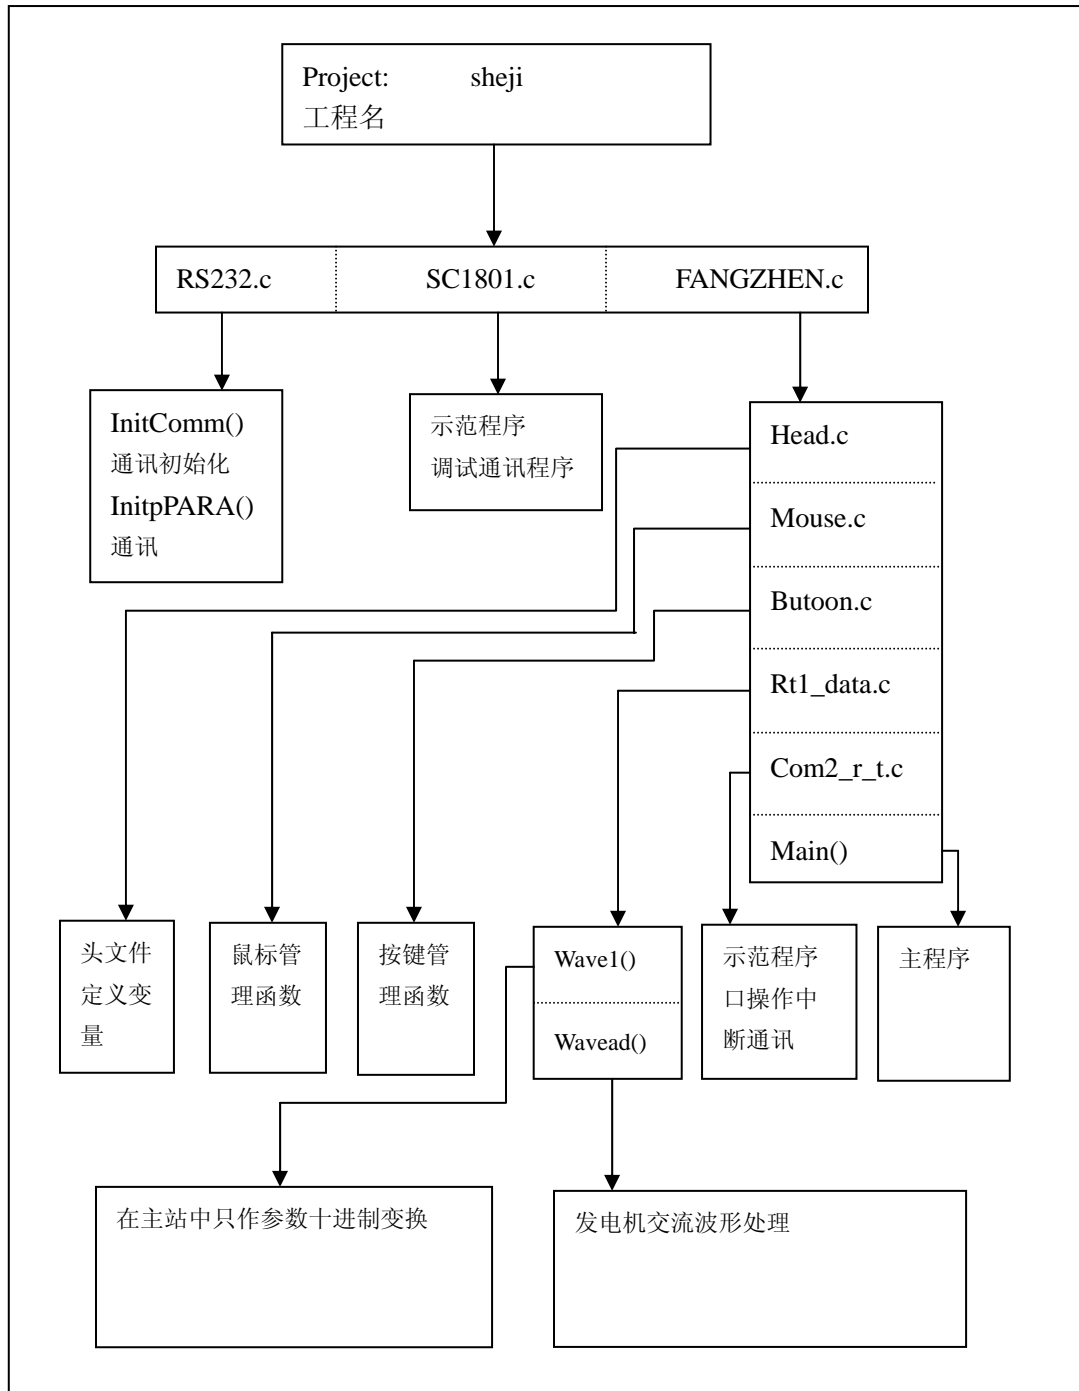 Project: sheji
工程名
RS232.c SC1801.c FANGZHEN.c
InitComm()
通讯初始化
InitpPARA()
通讯
示范程序
调试通讯程序
Head.c
Mouse.c
Butoon.c
Rt1_data.c
Com2_r_t.c
Main()
头文件
定义变
量
鼠标管
理函数
按键管
理函数
Wave1()
Wavead()
示范程序
口操作中
断通讯
主程序
在主站中只作参数十进制变换
发电机交流波形处理